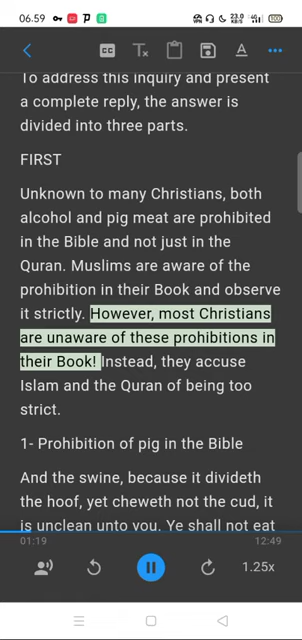 06.59
23.0
KB/S
4G
CC
To address this inquiry and present
a complete reply, the answer is
divided into three parts.
FIRST
Unknown to many Christians, both
alcohol and pig meat are prohibited
in the Bible and not just in the
Quran. Muslims are aware of the
prohibition in their Book and observe
it strictly. However, most Christians
are unaware of these prohibitions in
their Book! Instead, they accuse
Islam and the Quran of being too
strict.
1- Prohibition of pig in the Bible
And the swine, because it divideth
the hoof, yet cheweth not the cud, it
is unclean unto you. Ye shall not eat
01:19
12:49
1.25x